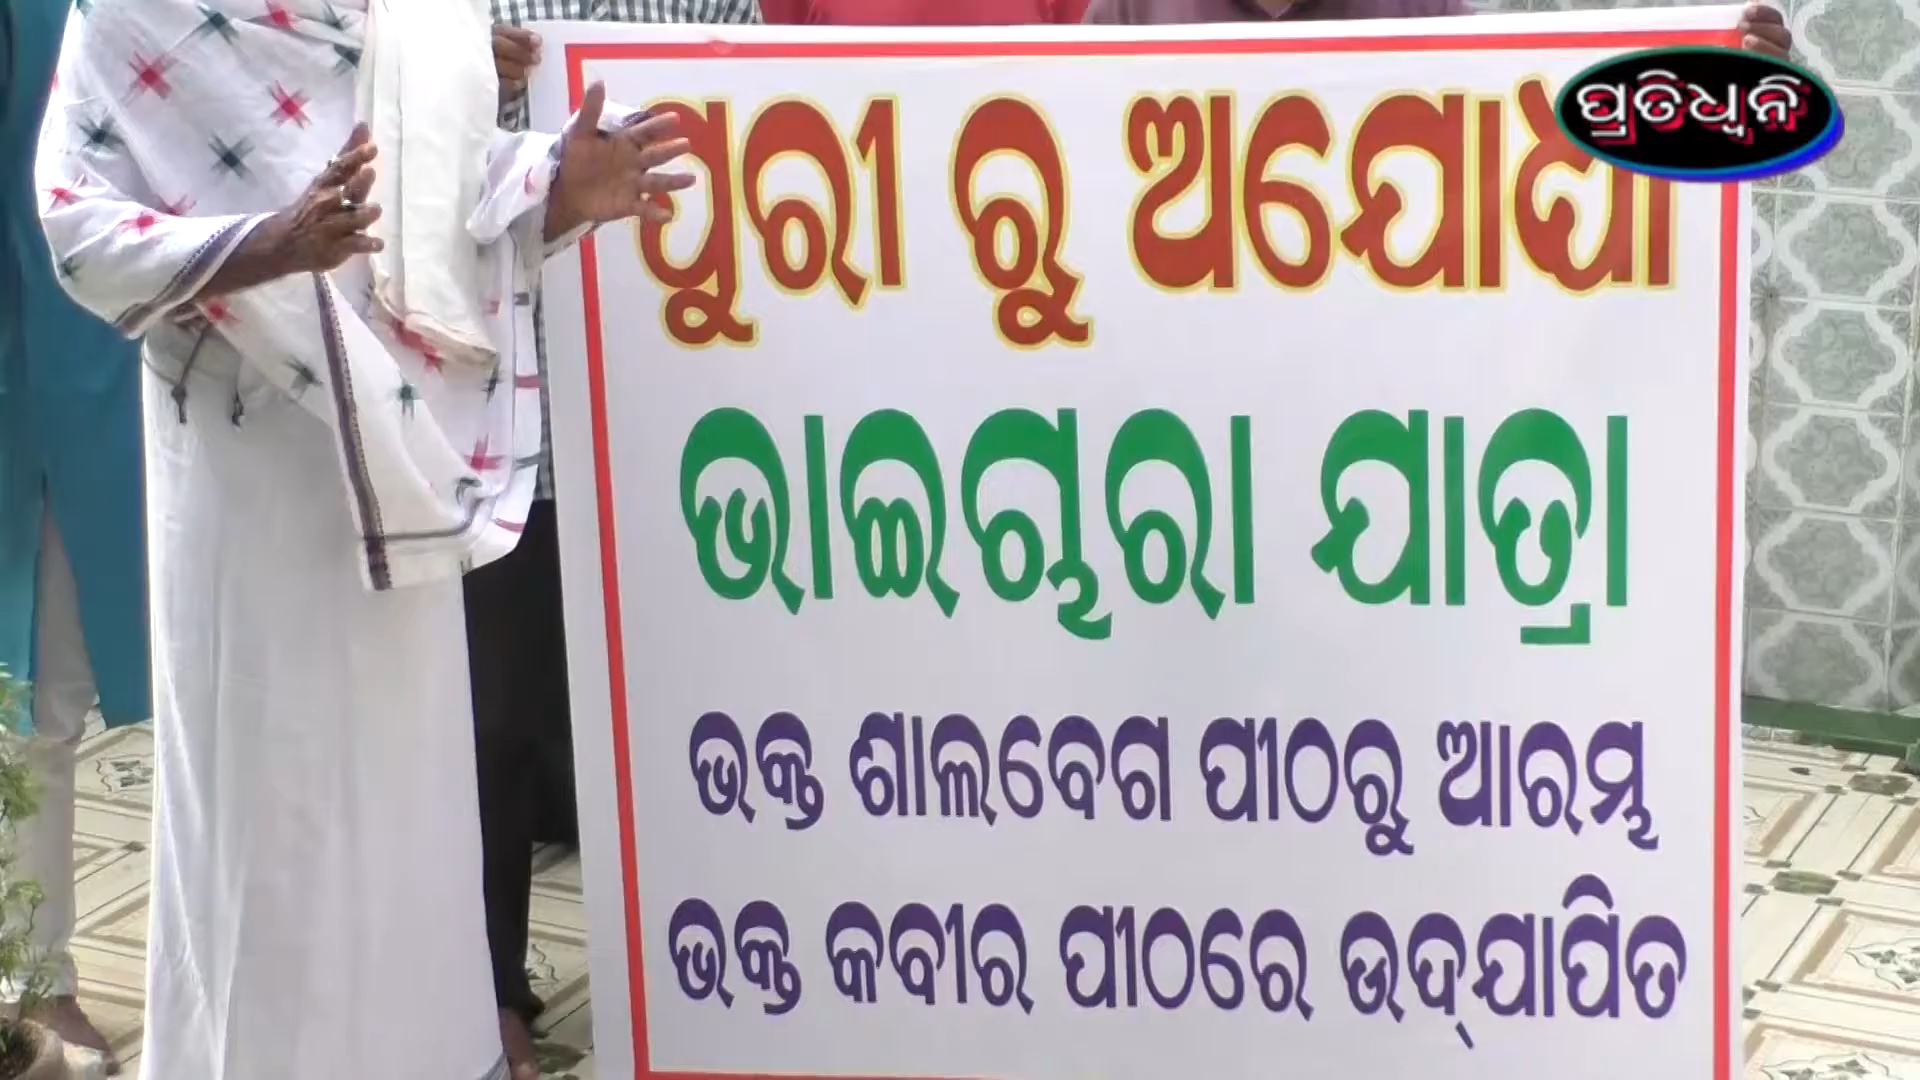 ପ୍ରତିଧ୍ୱନି
ପୁରୀ ରୁ ଅଯୋଧ୍ୟା
ଭାଇଚାରା ଯାତ୍ରା
ଭକ୍ତ ଶାଲବେଗ ପୀଠରୁ ଆରମ୍ଭ
ଭକ୍ତ କବୀର ପୀଠରେ ଉଦ୍‌ଯାପିତ